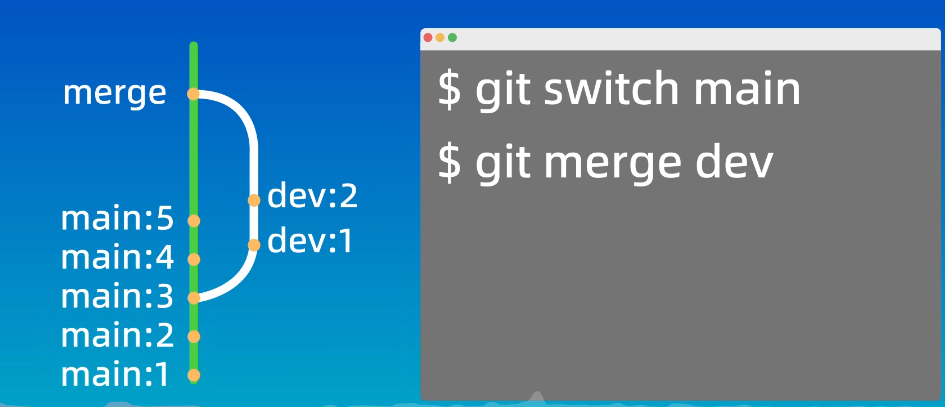 merge
dev:2
main:5
dev:1
main:4
main:3
main:2
main:1
$ git switch main
$ git merge dev